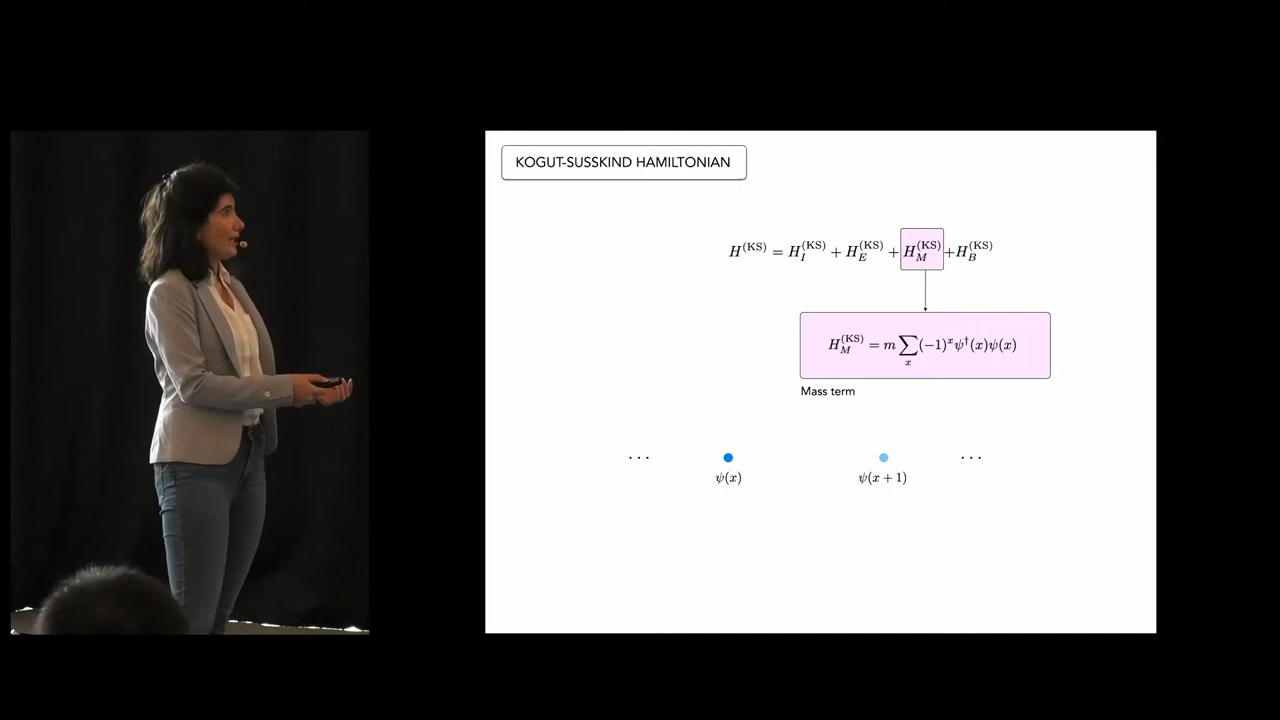 KOGUT-SUSSKIND HAMILTONIAN
H^(KS) = H_I^(KS) + H_E^(KS) + H_M^(KS) + H_B^(KS)
H_M^(KS) = m ∑_x (-1)^x ψ†(x)ψ(x)
Mass term
··· ···
ψ(x) ψ(x + 1)